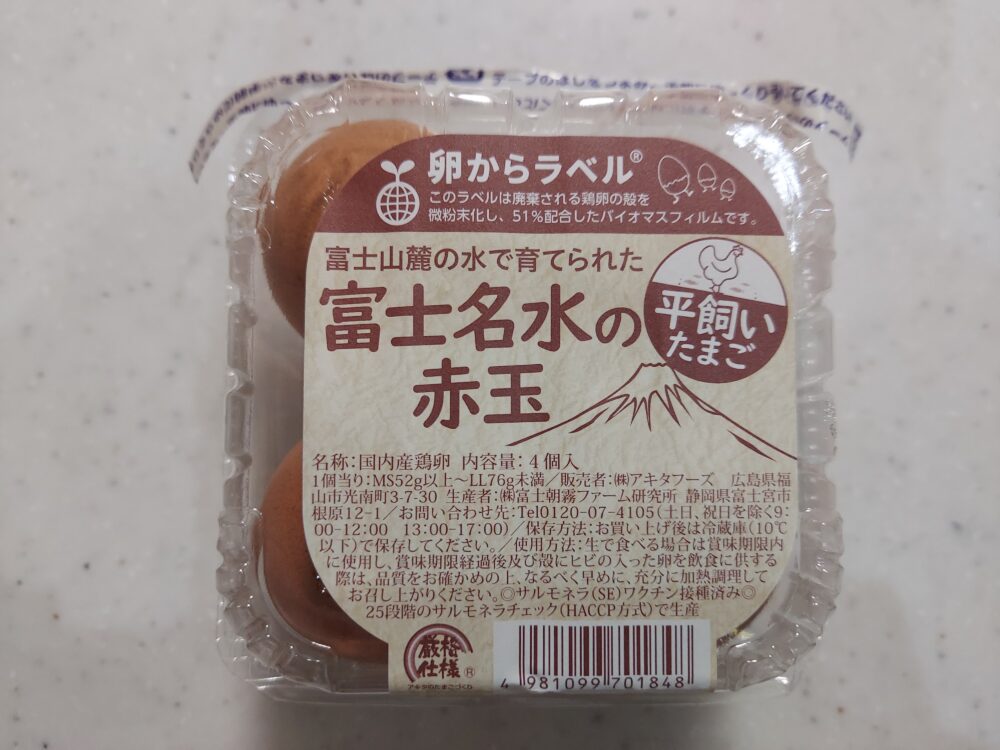 卵からラベル®
このラベルは廃棄される鶏卵の殻を
微粉末化し、51%配合したバイオマスフィルムです。
富士山麓の水で育てられた
富士名水の
赤玉
平飼い
たまご
名称:国内産鶏卵 内容量:4個入
1個当り:MS52g以上〜LL76g未満/販売者:㈱アキタフーズ 広島県福
山市光南町3-7-30 生産者:㈱富士朝霧ファーム研究所 静岡県富士宮市
根原12-1/お問い合わせ先:Tel0120-07-4105(土日、祝日を除く9:
00-12:00 13:00-17:00)/保存方法:お買い上げ後は冷蔵庫(10℃
以下)で保存してください。/使用方法:生で食べる場合は賞味期限内
に使用し、賞味期限経過後及び殻にヒビの入った卵を飲食に供する
際は、品質をお確かめの上、なるべく早めに、充分に加熱調理して
お召し上がりください。◎サルモネラ(SE)ワクチン接種済み◎
25段階のサルモネラチェック(HACCP方式)で生産
厳格
仕様®
アキタのたまごづくり
4 981099 701848